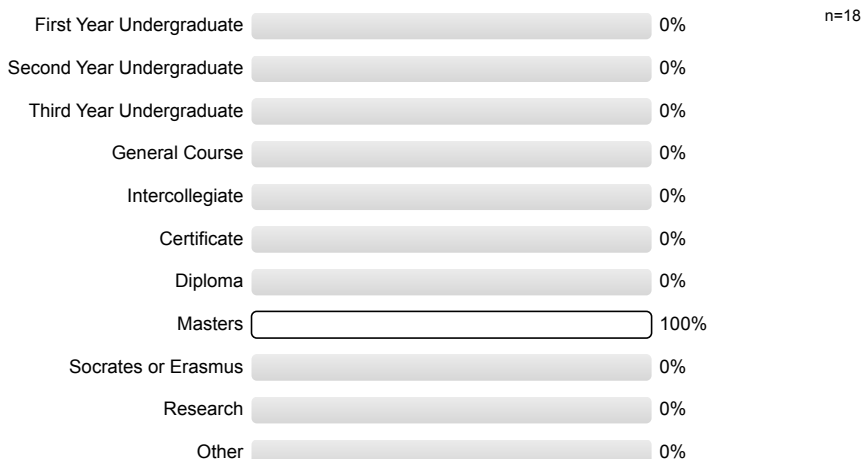 First Year Undergraduate 0% n=18
Second Year Undergraduate 0%
Third Year Undergraduate 0%
General Course 0%
Intercollegiate 0%
Certificate 0%
Diploma 0%
Masters 100%
Socrates or Erasmus 0%
Research 0%
Other 0%